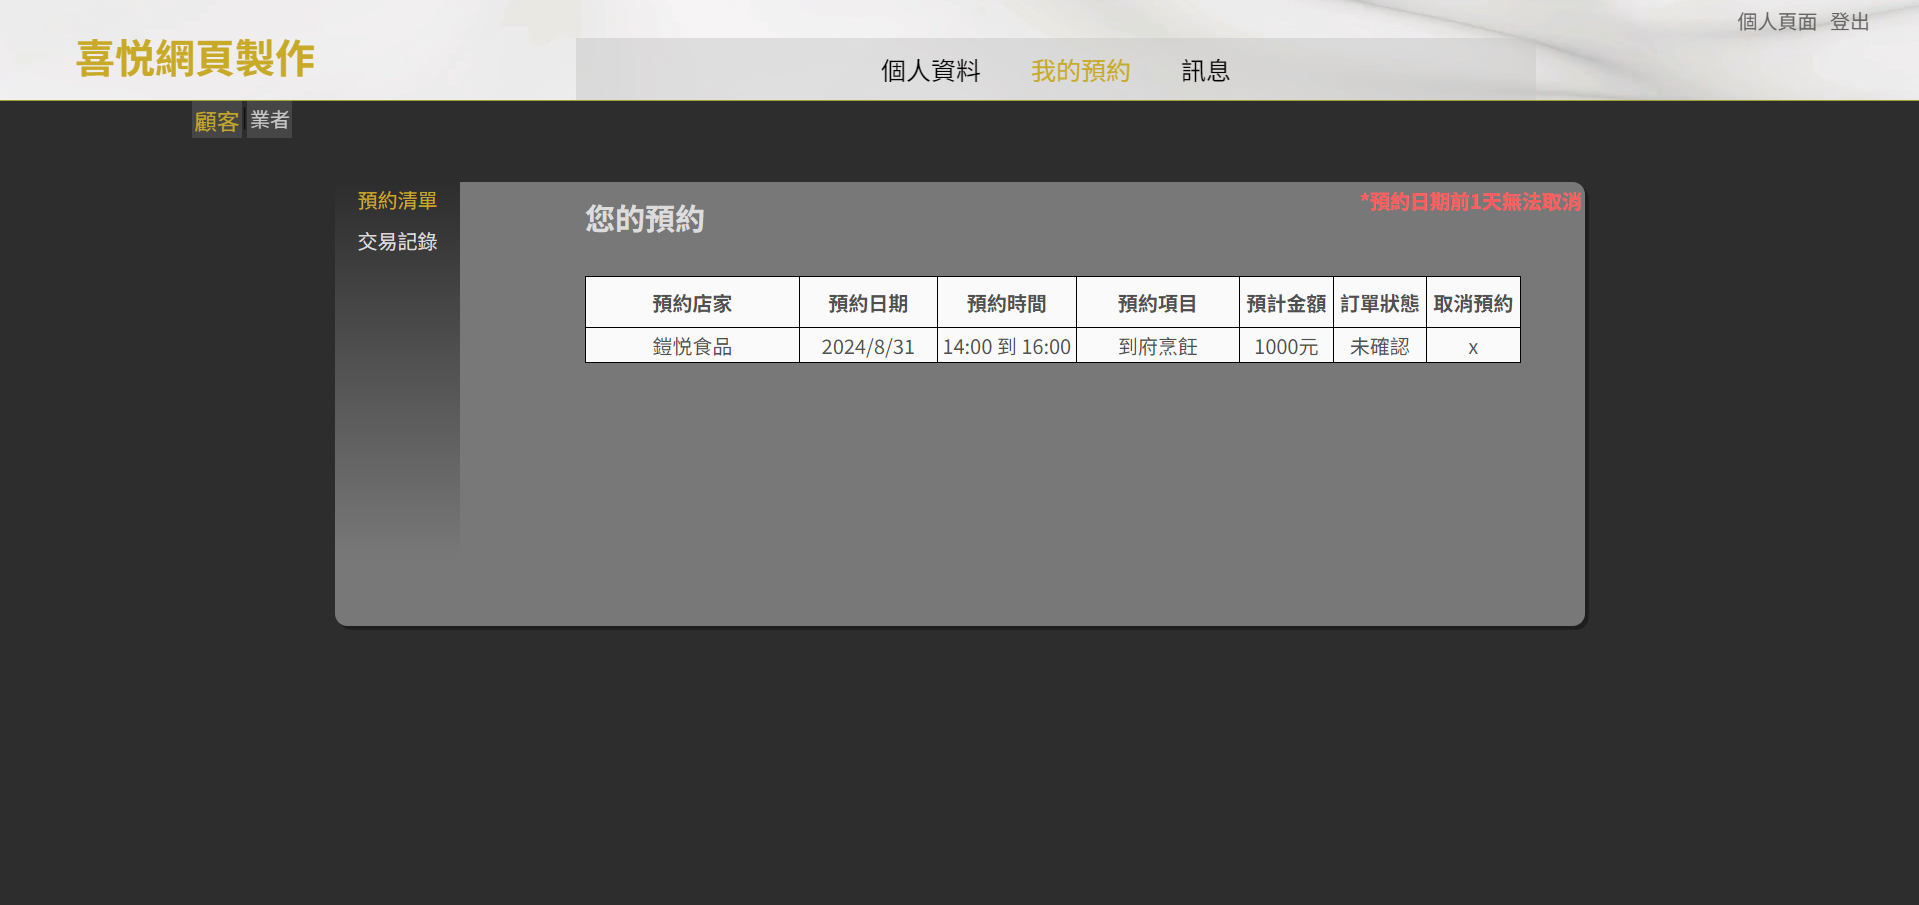 個人頁面 登出
喜悅網頁製作
個人資料 我的預約 訊息
顧客 業者
預約清單
交易記錄
*預約日期前1天無法取消
您的預約
預約店家 預約日期 預約時間 預約項目 預計金額 訂單狀態 取消預約
鎧悅食品 2024/8/31 14:00 到 16:00 到府烹飪 1000元 未確認 x